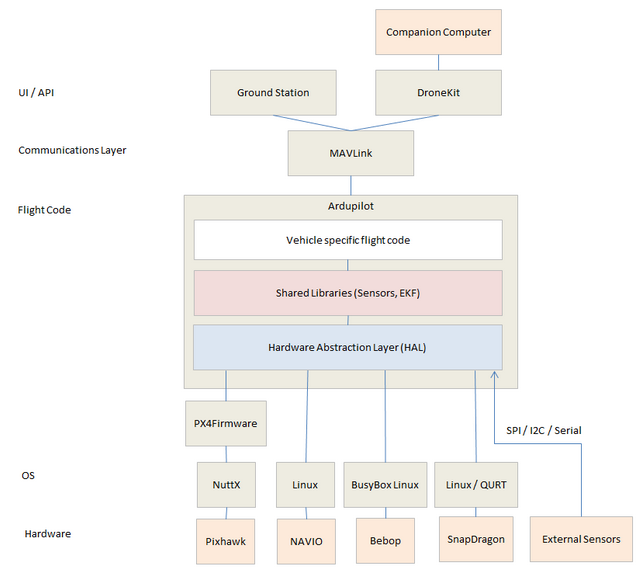 Companion Computer
UI / API
Ground Station
DroneKit
Communications Layer
MAVLink
Flight Code
Ardupilot
Vehicle specific flight code
Shared Libraries (Sensors, EKF)
Hardware Abstraction Layer (HAL)
PX4Firmware
SPI / I2C / Serial
OS
NuttX
Linux
BusyBox Linux
Linux / QURT
Hardware
Pixhawk
NAVIO
Bebop
SnapDragon
External Sensors